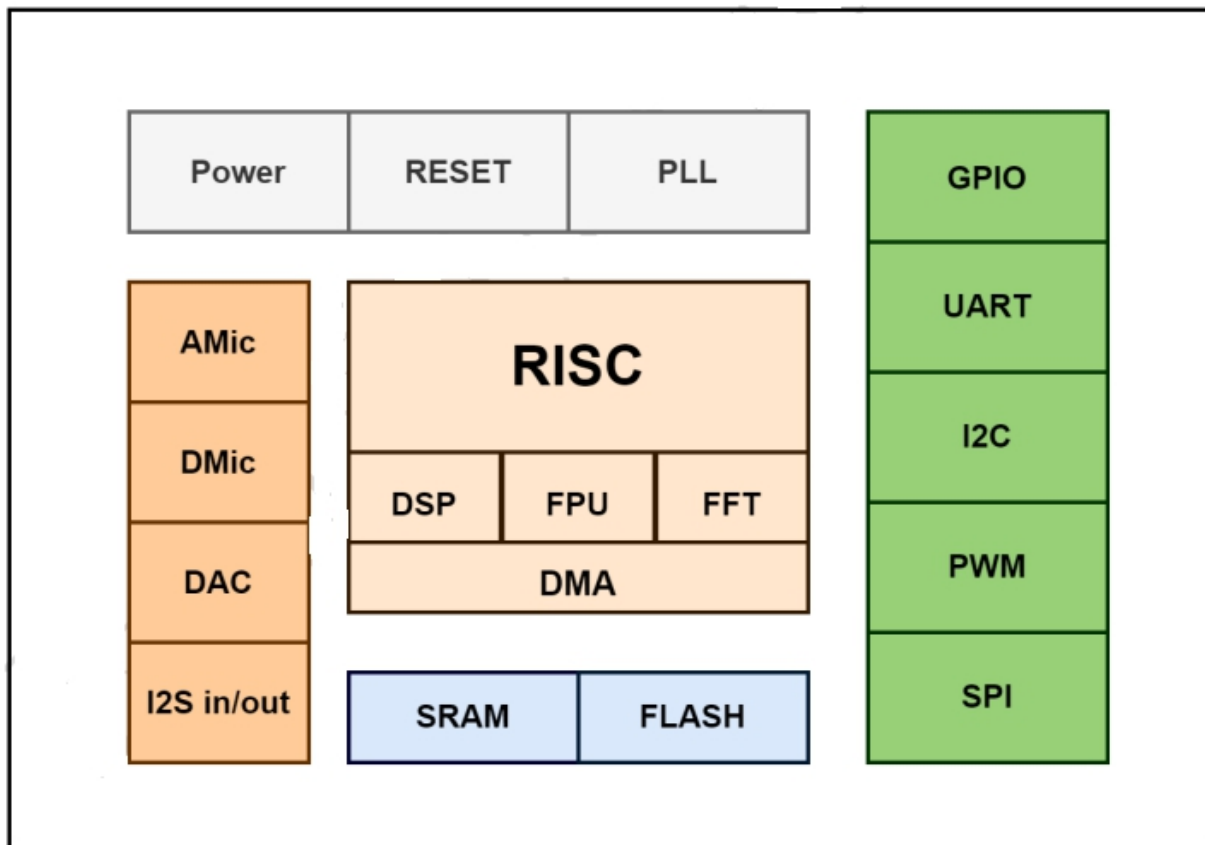 Power
RESET
PLL
AMic
DMic
DAC
I2S in/out
RISC
DSP
FPU
FFT
DMA
SRAM
FLASH
GPIO
UART
I2C
PWM
SPI